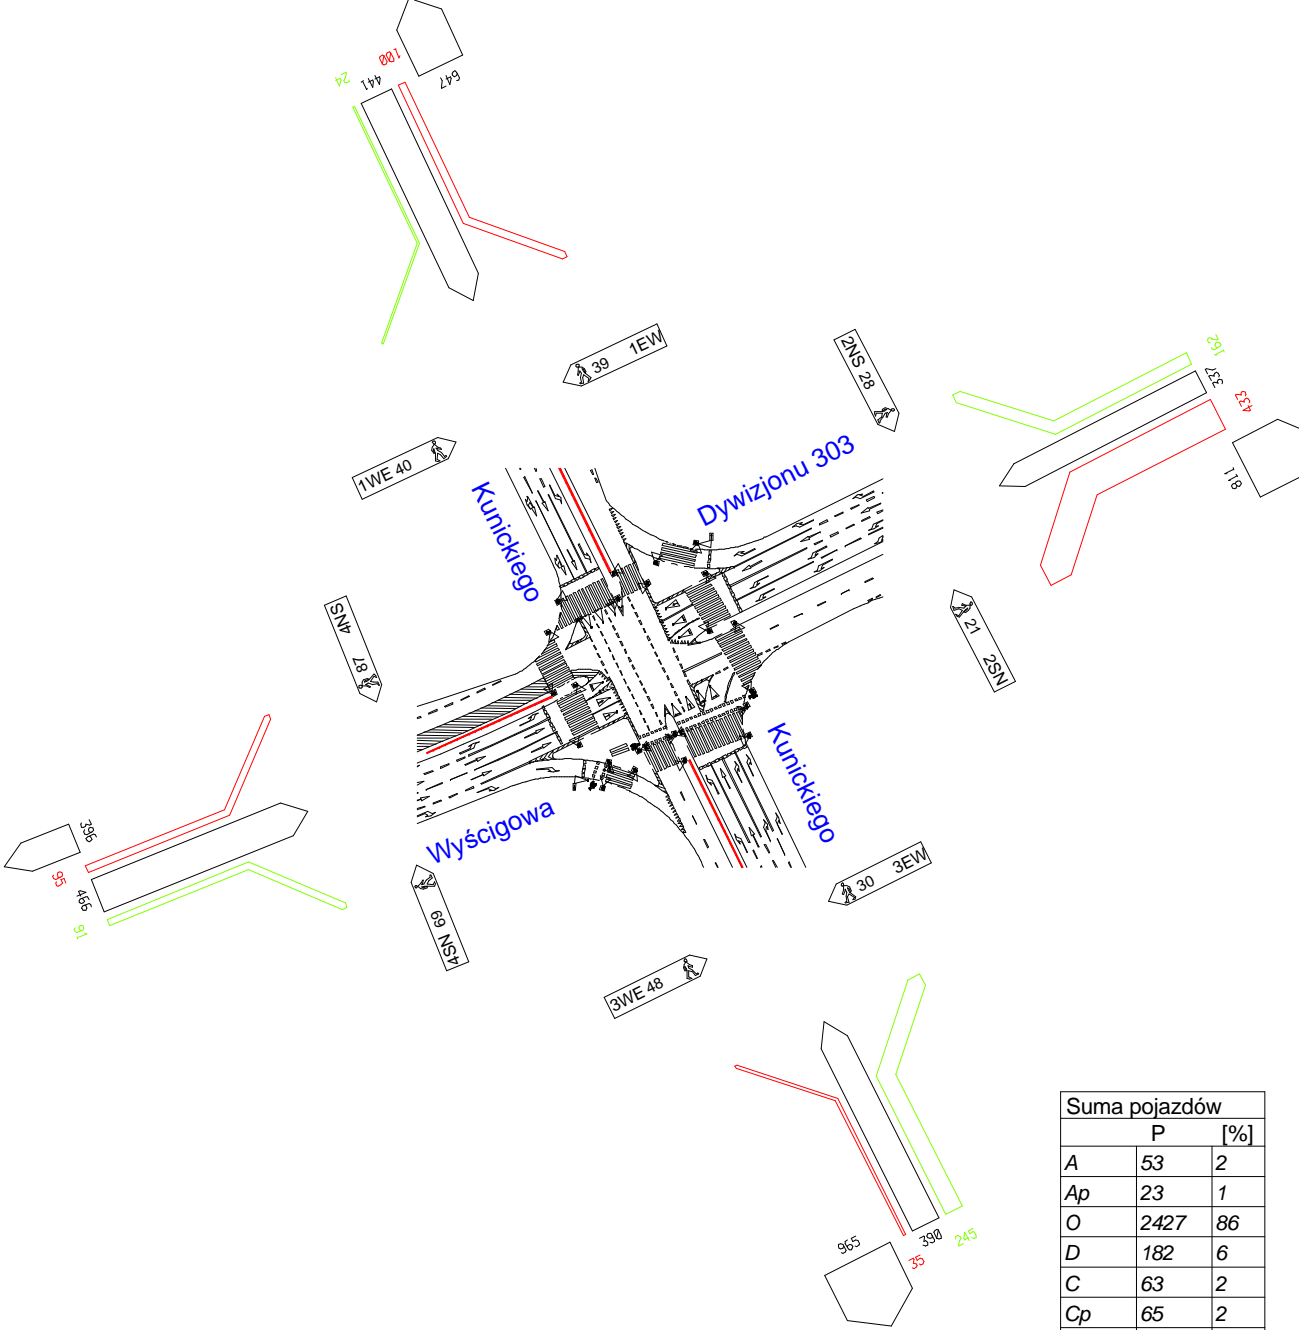 100
24
441
647
39 1EW
2NS 28
162
337
433
811
1WE 40
Kunickiego
Dywizjonu 303
4NS 87
21 2SN
396
95
466
91
Wyścigowa
Kunickiego
4SN 69
30 3EW
3WE 48
965
35
390
245
Suma pojazdów
P [%]
A 53 2
Ap 23 1
O 2427 86
D 182 6
C 63 2
Cp 65 2